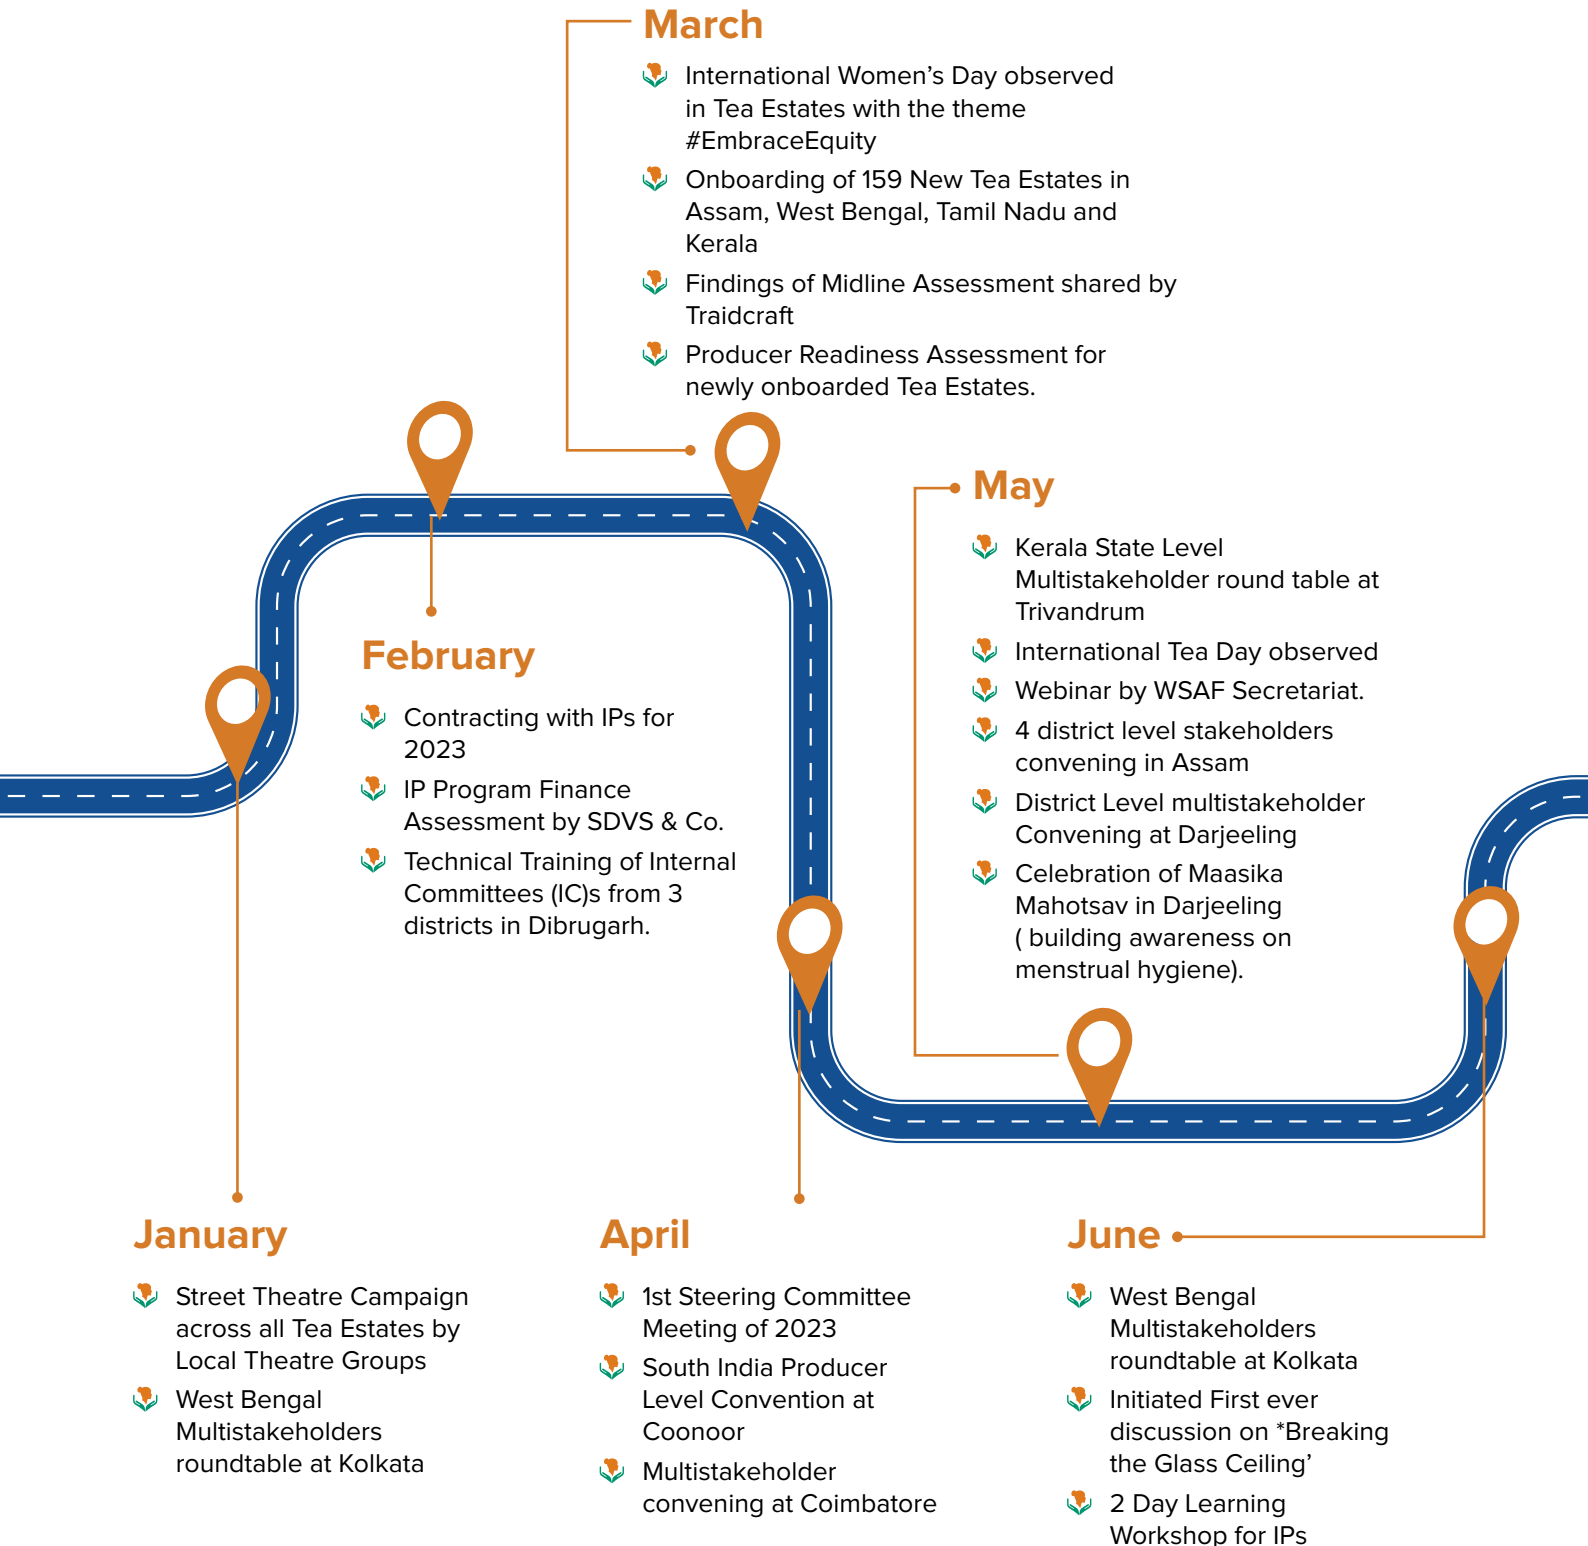 March
International Women’s Day observed
in Tea Estates with the theme
#EmbraceEquity
Onboarding of 159 New Tea Estates in
Assam, West Bengal, Tamil Nadu and
Kerala
Findings of Midline Assessment shared by
Traidcraft
Producer Readiness Assessment for
newly onboarded Tea Estates.
May
Kerala State Level
Multistakeholder round table at
Trivandrum
International Tea Day observed
Webinar by WSAF Secretariat.
4 district level stakeholders
convening in Assam
District Level multistakeholder
Convening at Darjeeling
Celebration of Maasika
Mahotsav in Darjeeling
( building awareness on
menstrual hygiene).
February
Contracting with IPs for
2023
IP Program Finance
Assessment by SDVS & Co.
Technical Training of Internal
Committees (IC)s from 3
districts in Dibrugarh.
January
Street Theatre Campaign
across all Tea Estates by
Local Theatre Groups
West Bengal
Multistakeholders
roundtable at Kolkata
April
1st Steering Committee
Meeting of 2023
South India Producer
Level Convention at
Coonoor
Multistakeholder
convening at Coimbatore
June
West Bengal
Multistakeholders
roundtable at Kolkata
Initiated First ever
discussion on *Breaking
the Glass Ceiling’
2 Day Learning
Workshop for IPs